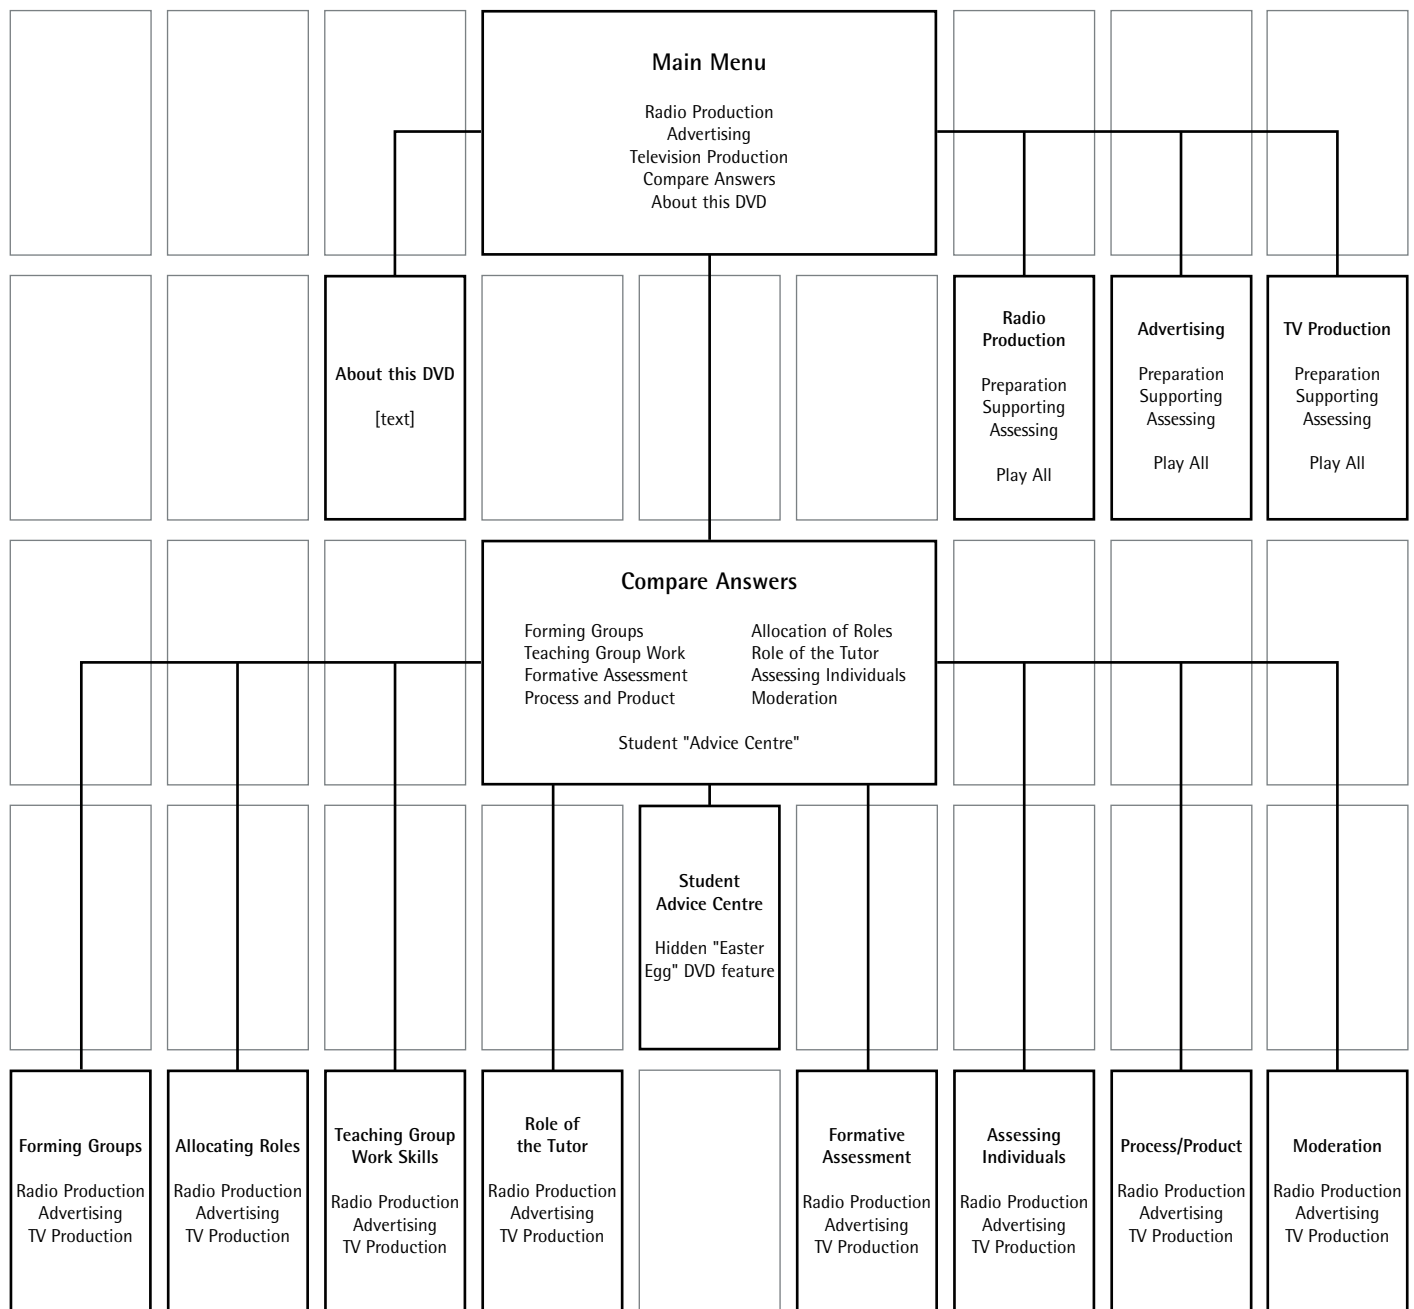 Main Menu
Radio Production
Advertising
Television Production
Compare Answers
About this DVD
About this DVD
[text]
Radio
Production
Preparation
Supporting
Assessing
Play All
Advertising
Preparation
Supporting
Assessing
Play All
TV Production
Preparation
Supporting
Assessing
Play All
Compare Answers
Forming Groups
Teaching Group Work
Formative Assessment
Process and Product
Allocation of Roles
Role of the Tutor
Assessing Individuals
Moderation
Student "Advice Centre"
Student
Advice Centre
Hidden "Easter
Egg" DVD feature
Forming Groups
Radio Production
Advertising
TV Production
Allocating Roles
Radio Production
Advertising
TV Production
Teaching Group
Work Skills
Radio Production
Advertising
TV Production
Role of
the Tutor
Radio Production
Advertising
TV Production
Formative
Assessment
Radio Production
Advertising
TV Production
Assessing
Individuals
Radio Production
Advertising
TV Production
Process/Product
Radio Production
Advertising
TV Production
Moderation
Radio Production
Advertising
TV Production